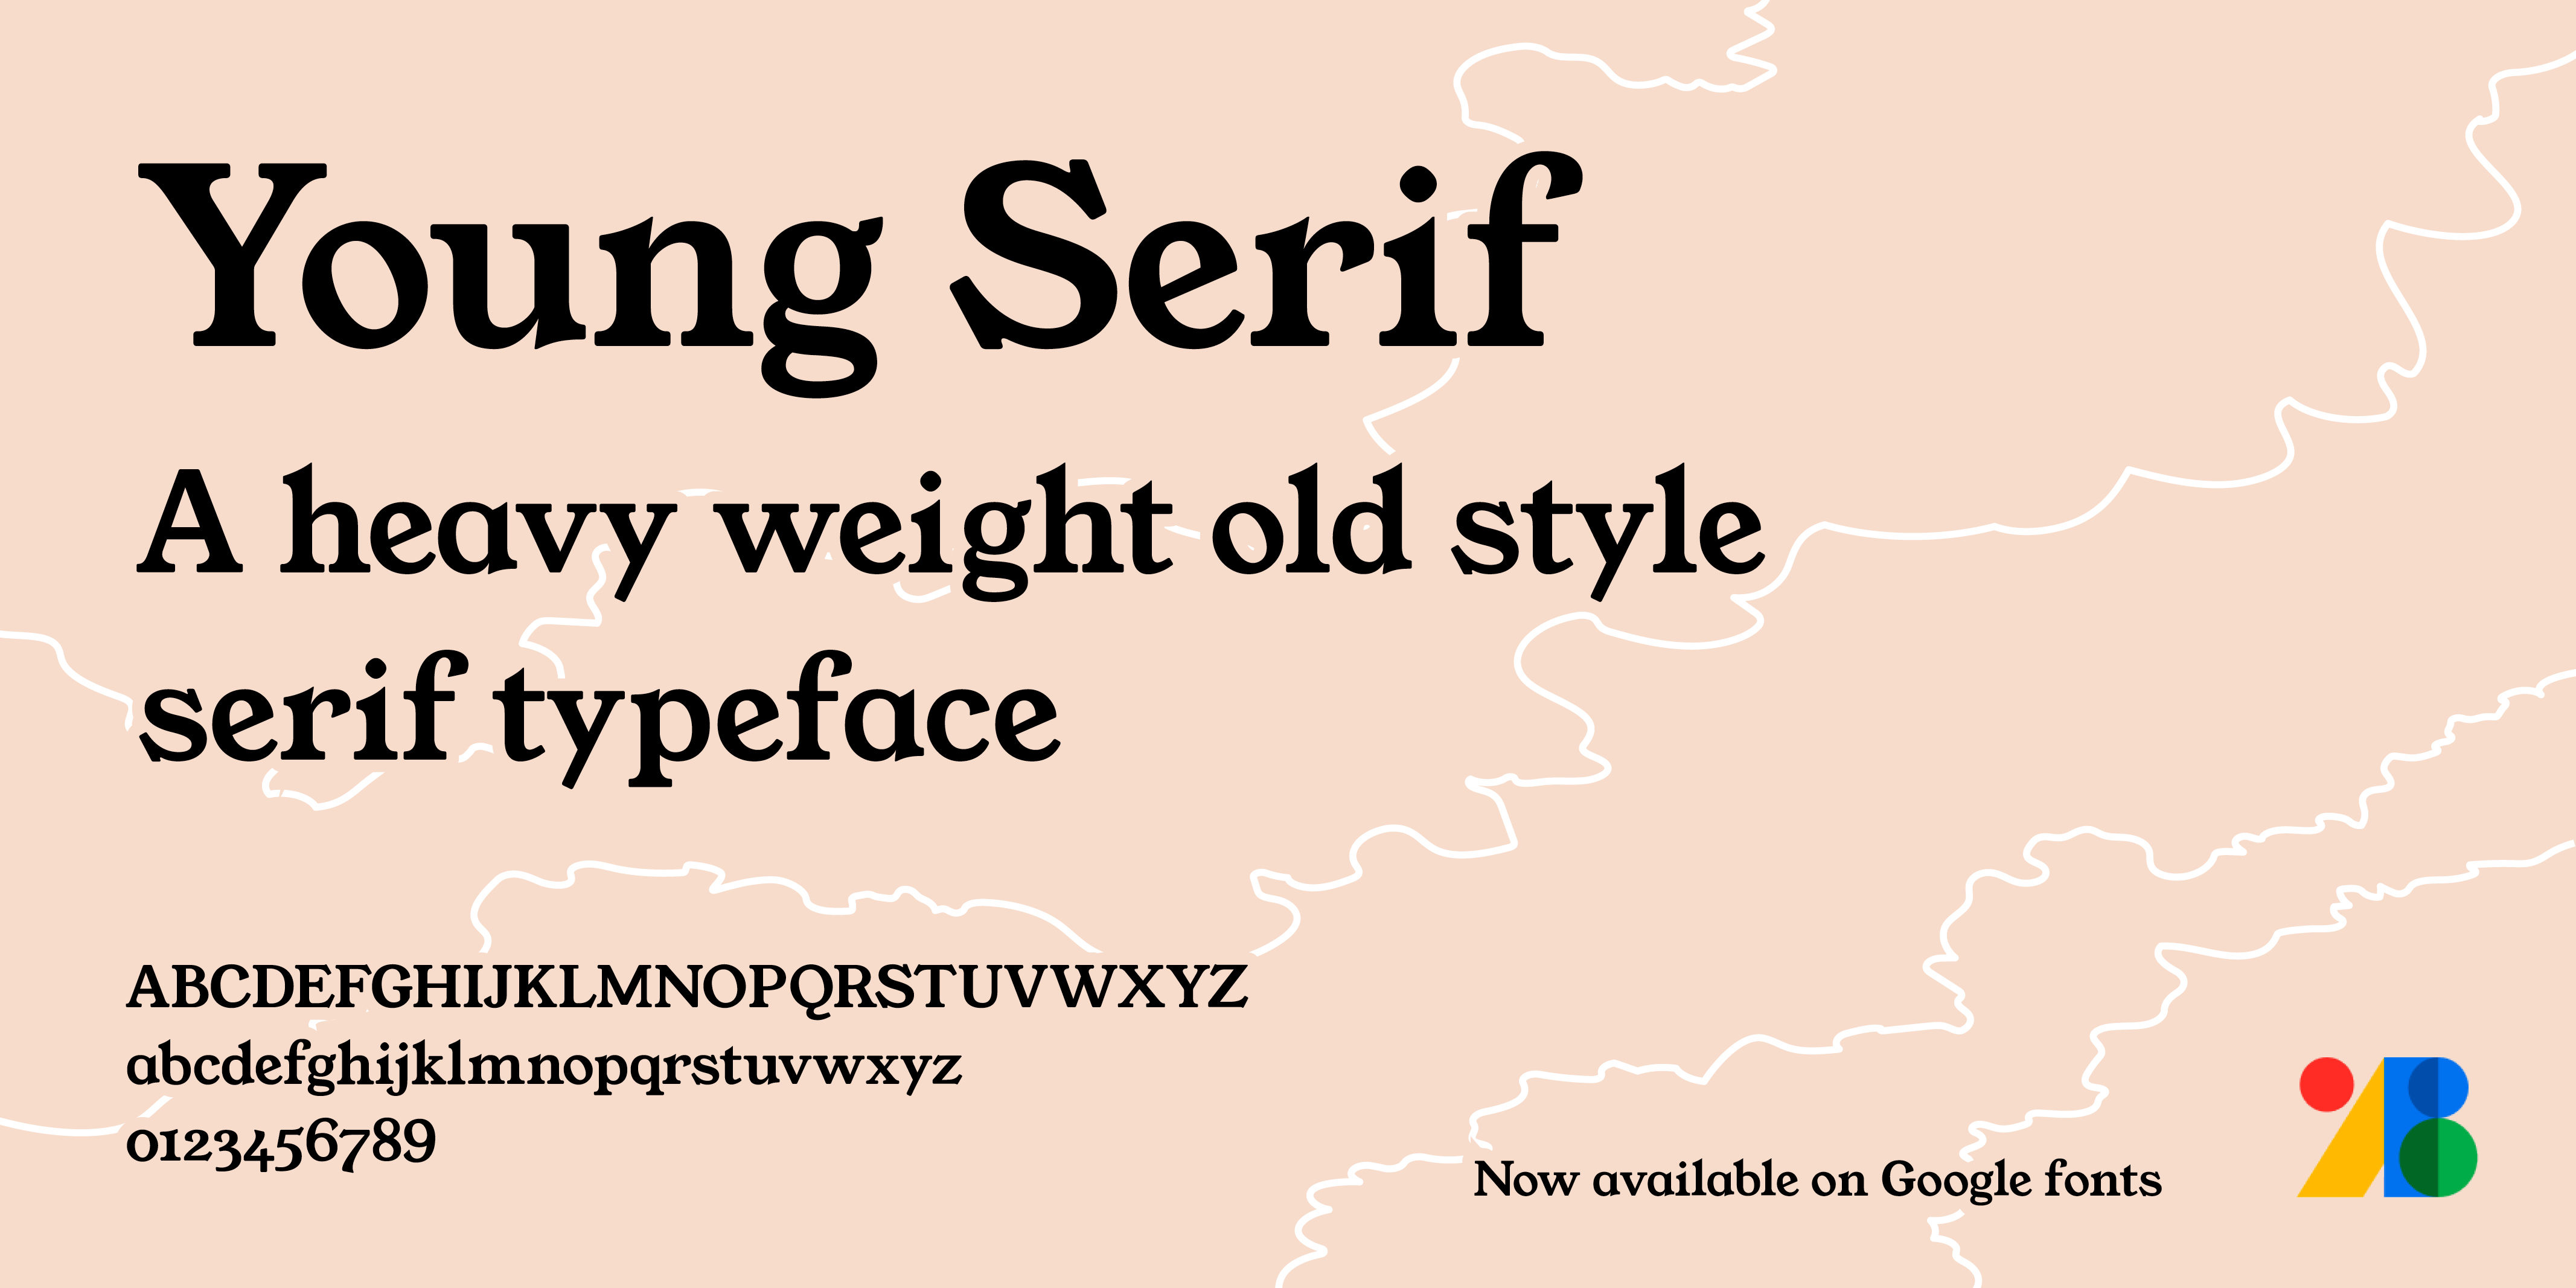 Young Serif
A heavy weight old style
serif typeface
ABCDEFGHIJKLMNOPQRSTUVWXYZ
abcdefghijklmnopqrstuvwxyz
0123456789
Now available on Google fonts